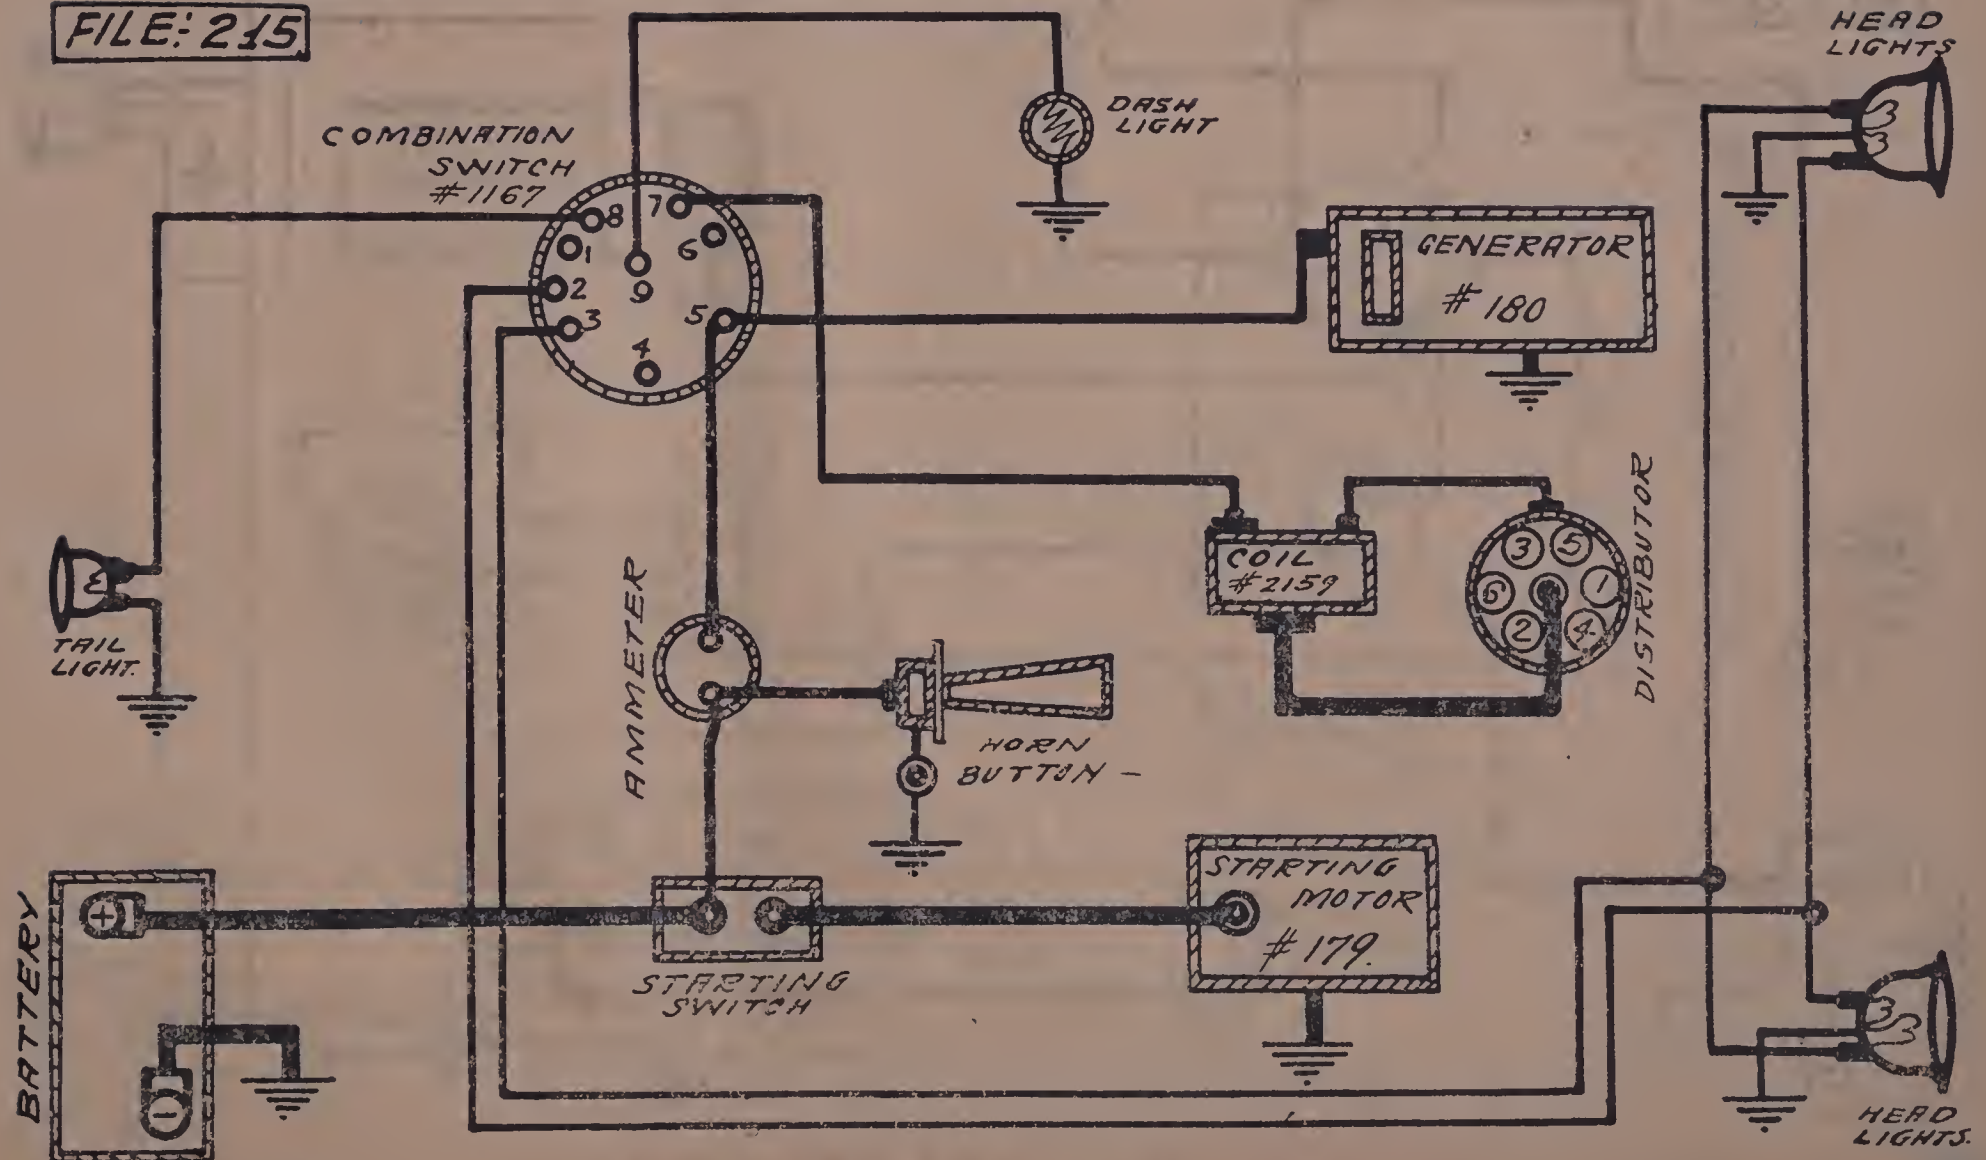 FILE: 215
HEAD
LIGHTS
DASH
LIGHT
COMBINATION
SWITCH
#1167
8
7
1
6
2
9
3
5
4
GENERATOR
# 180
DISTRIBUTOR
COIL
#2159
3
5
6
1
2
4
TAIL
LIGHT.
AMMETER
HORN
BUTTON -
BATTERY
+
-
STARTING
SWITCH
STARTING
MOTOR
# 179.
HEAD
LIGHTS.